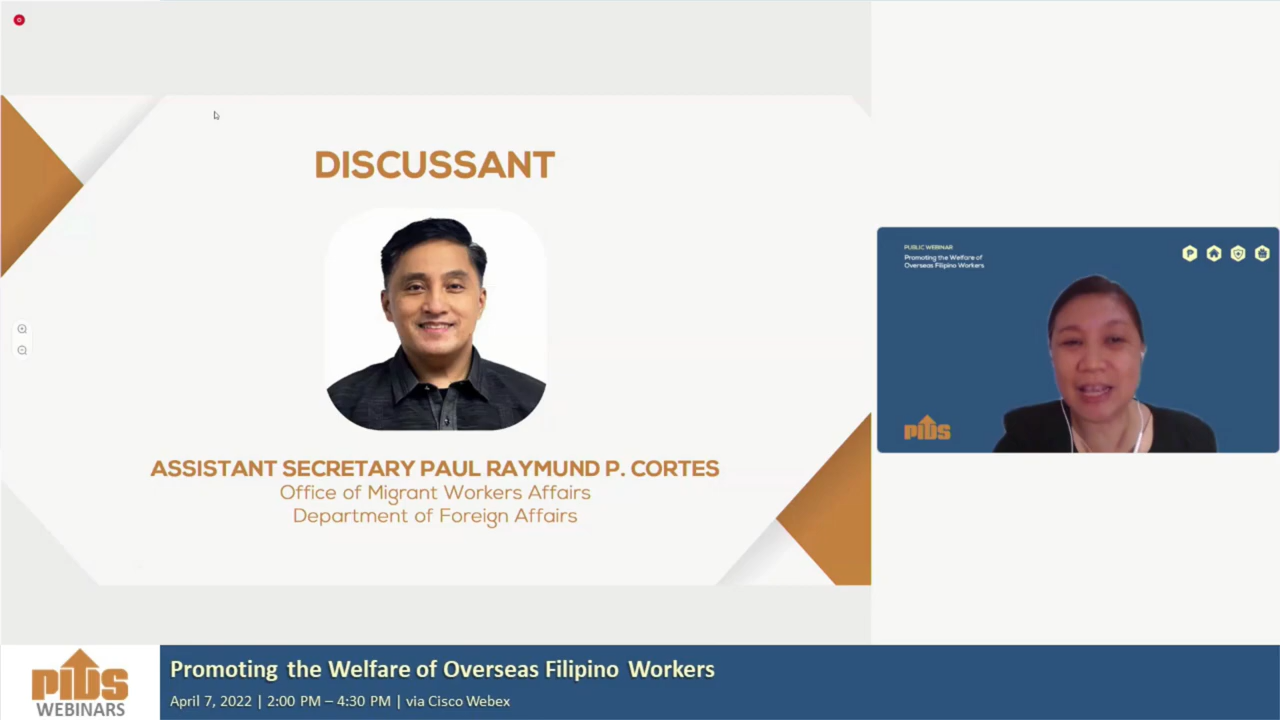 DISCUSSANT
ASSISTANT SECRETARY PAUL RAYMUND P. CORTES
Office of Migrant Workers Affairs
Department of Foreign Affairs
PUBLIC WEBINAR
Promoting the Welfare of
Overseas Filipino Workers
P
PIDS
PIDS
WEBINARS
Promoting the Welfare of Overseas Filipino Workers
April 7, 2022 | 2:00 PM – 4:30 PM | via Cisco Webex